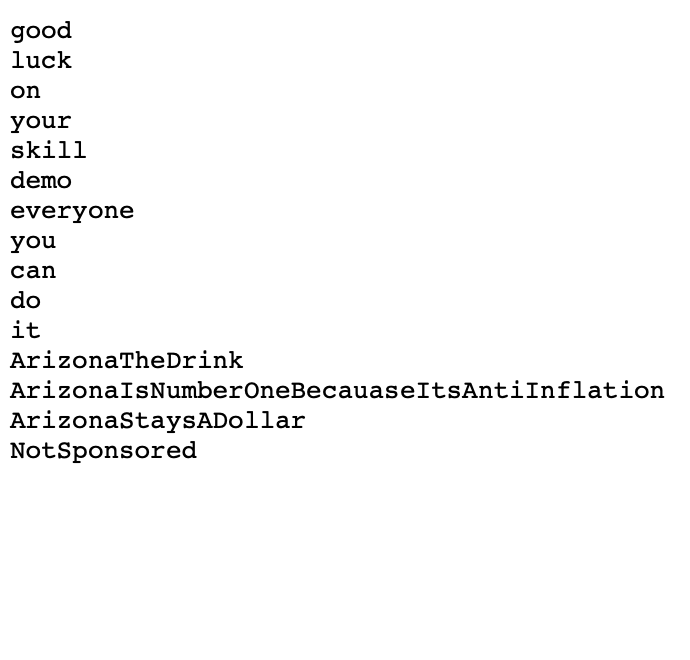 good
luck
on
your
skill
demo
everyone
you
can
do
it
ArizonaTheDrink
ArizonaIsNumberOneBecauaseItsAntiInflation
ArizonaStaysADollar
NotSponsored